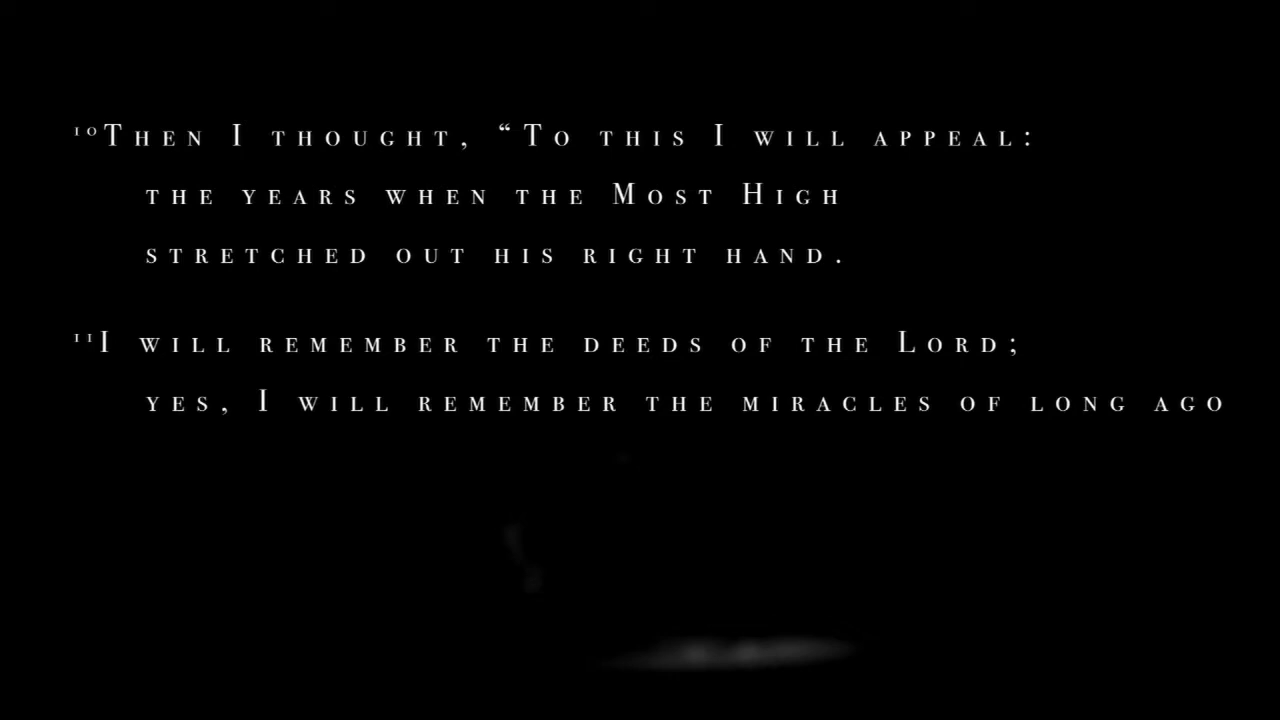 ¹⁰Then I thought, “To this I will appeal:
the years when the Most High
stretched out his right hand.
¹¹I will remember the deeds of the Lord;
yes, I will remember the miracles of long ago